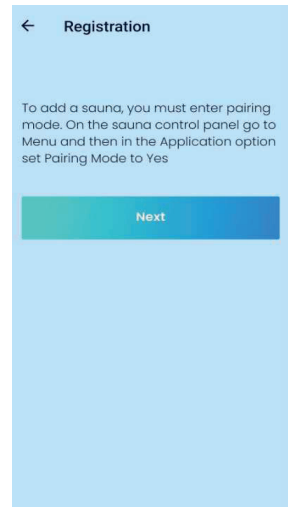 Registration
To add a sauna, you must enter pairing
mode. On the sauna control panel go to
Menu and then in the Application option
set Pairing Mode to Yes
Next